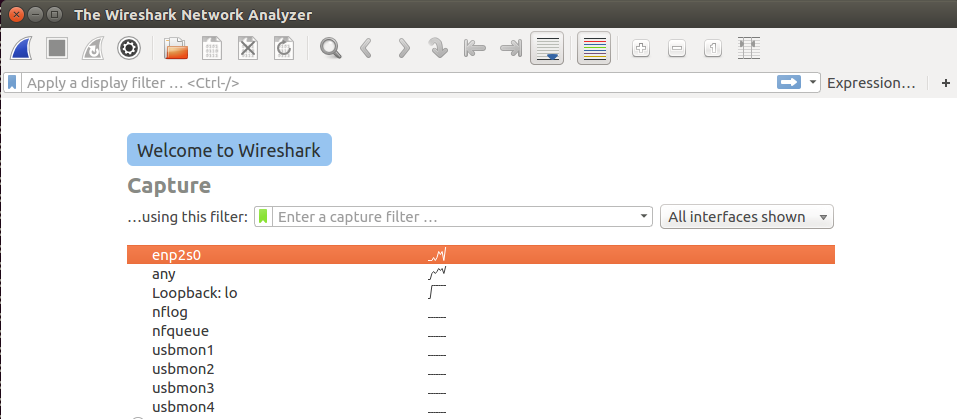 The Wireshark Network Analyzer
Apply a display filter … <Ctrl-/> Expression… +
Welcome to Wireshark
Capture
…using this filter: Enter a capture filter … All interfaces shown
enp2s0
any
Loopback: lo
nflog
nfqueue
usbmon1
usbmon2
usbmon3
usbmon4